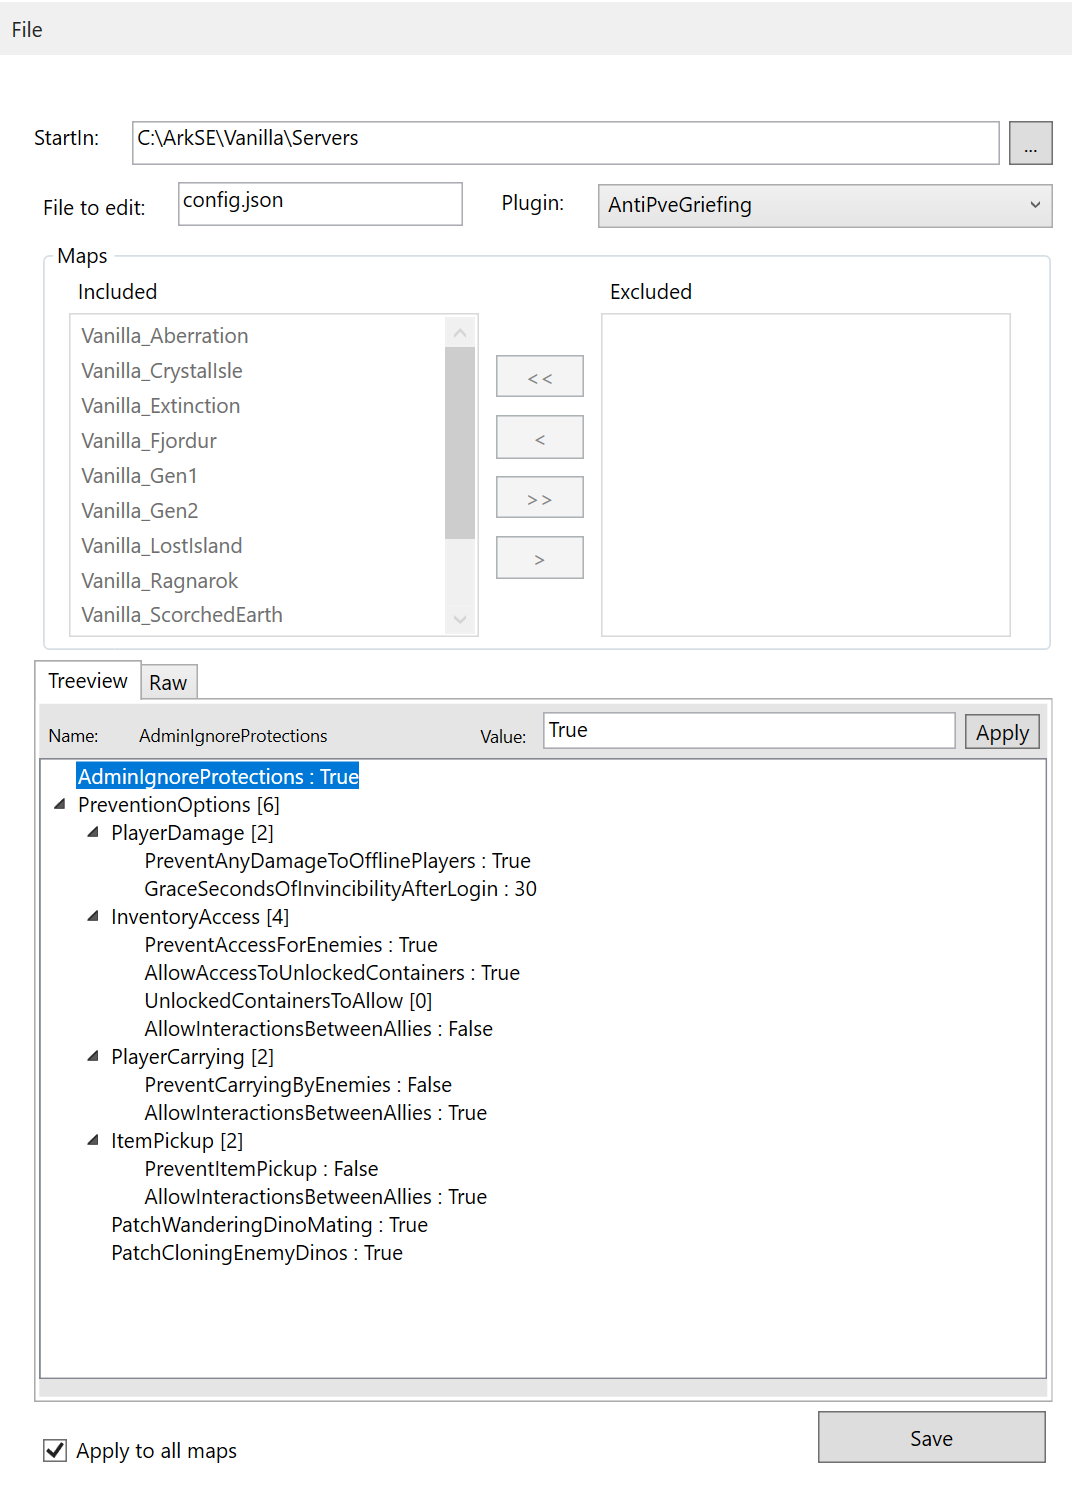 File
StartIn: C:\ArkSE\Vanilla\Servers ...
File to edit: config.json Plugin: AntiPveGriefing
Maps
Included Excluded
Vanilla_Aberration
Vanilla_CrystalIsle
Vanilla_Extinction
Vanilla_Fjordur
Vanilla_Gen1
Vanilla_Gen2
Vanilla_LostIsland
Vanilla_Ragnarok
Vanilla_ScorchedEarth
<<
<
>>
>
Treeview Raw
Name: AdminIgnoreProtections Value: True Apply
AdminIgnoreProtections : True
PreventionOptions [6]
PlayerDamage [2]
PreventAnyDamageToOfflinePlayers : True
GraceSecondsOfInvincibilityAfterLogin : 30
InventoryAccess [4]
PreventAccessForEnemies : True
AllowAccessToUnlockedContainers : True
UnlockedContainersToAllow [0]
AllowInteractionsBetweenAllies : False
PlayerCarrying [2]
PreventCarryingByEnemies : False
AllowInteractionsBetweenAllies : True
ItemPickup [2]
PreventItemPickup : False
AllowInteractionsBetweenAllies : True
PatchWanderingDinoMating : True
PatchCloningEnemyDinos : True
Apply to all maps Save